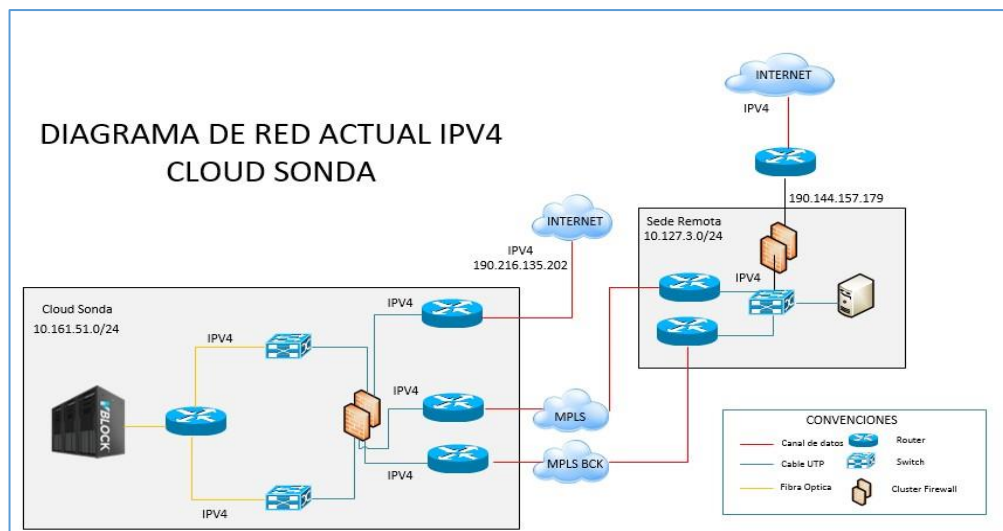 DIAGRAMA DE RED ACTUAL IPV4
CLOUD SONDA
INTERNET
IPV4
190.144.157.179
Sede Remota
10.127.3.0/24
IPV4
INTERNET
IPV4
190.216.135.202
Cloud Sonda
10.161.51.0/24
IPV4
IPV4
IPV4
IPV4
IPV4
VBLOCK
MPLS
MPLS BCK
CONVENCIONES
Canal de datos
Router
Cable UTP
Switch
Fibra Optica
Cluster Firewall